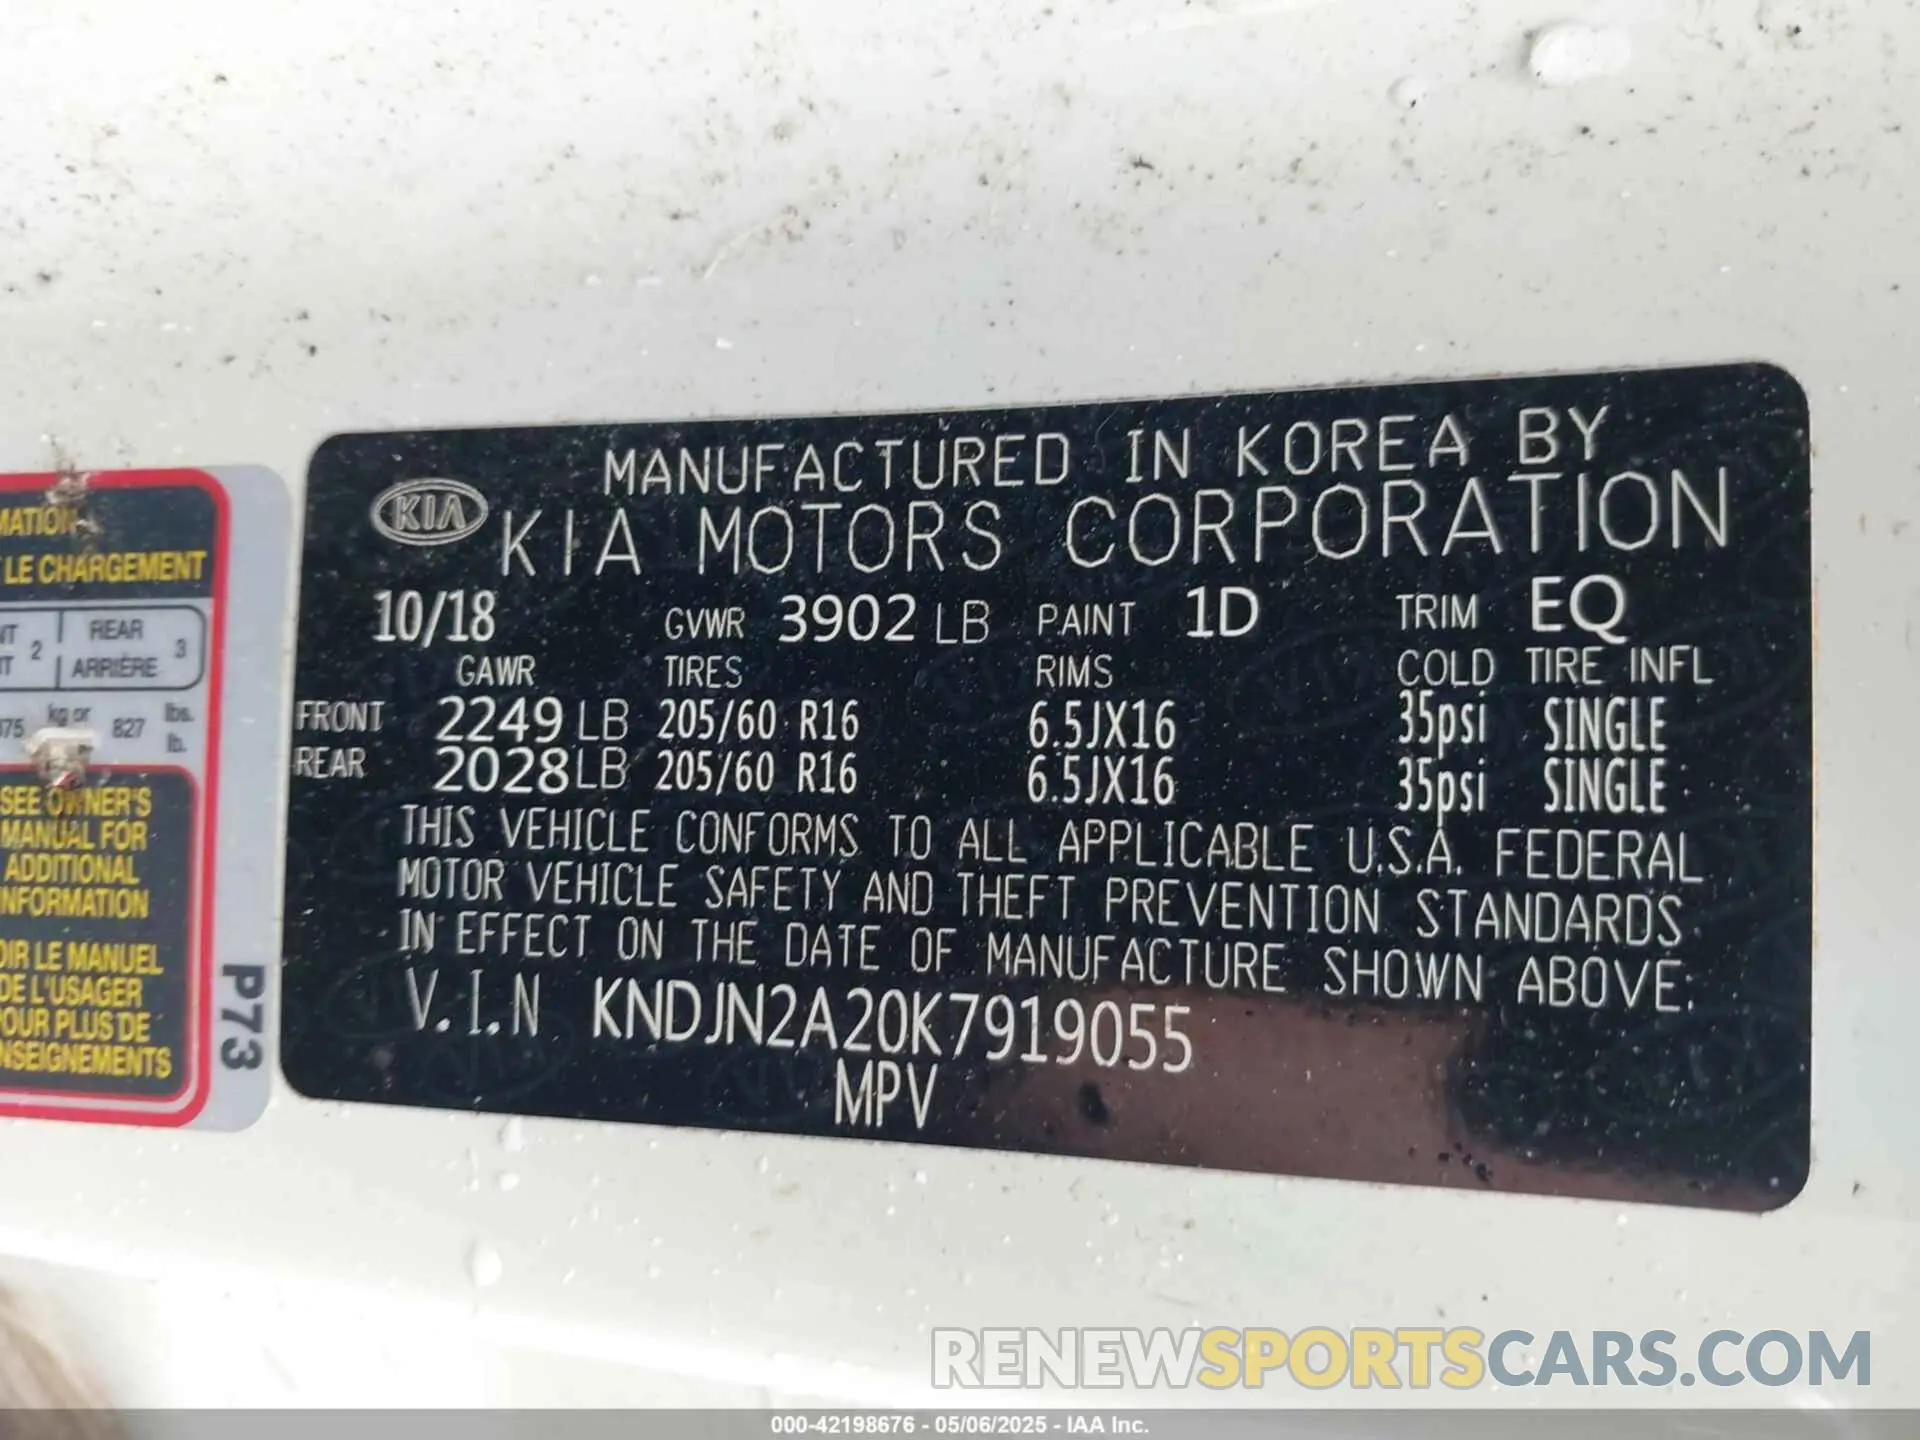 MATION
LE CHARGEMENT
2 REAR 3
ARRIÈRE
kg or 827 lbs.
lb.
SEE OWNER'S
MANUAL FOR
ADDITIONAL
INFORMATION
LE MANUEL
DE L'USAGER
POUR PLUS DE
P73
MANUFACTURED IN KOREA BY
KIA KIA MOTORS CORPORATION
10/18 GVWR 3902 LB PAINT 1D TRIM EQ
GAWR TIRES RIMS COLD TIRE INFL
FRONT 2249 LB 205/60 R16 6.5JX16 35psi SINGLE
REAR 2028 LB 205/60 R16 6.5JX16 35psi SINGLE
THIS VEHICLE CONFORMS TO ALL APPLICABLE U.S.A. FEDERAL
MOTOR VEHICLE SAFETY AND THEFT PREVENTION STANDARDS
IN EFFECT ON THE DATE OF MANUFACTURE SHOWN ABOVE.
V.I.N KNDJN2A20K7919055
MPV
RENEWSPORTSCARS.COM
000-42198676 - 05/06/2025 - IAA Inc.